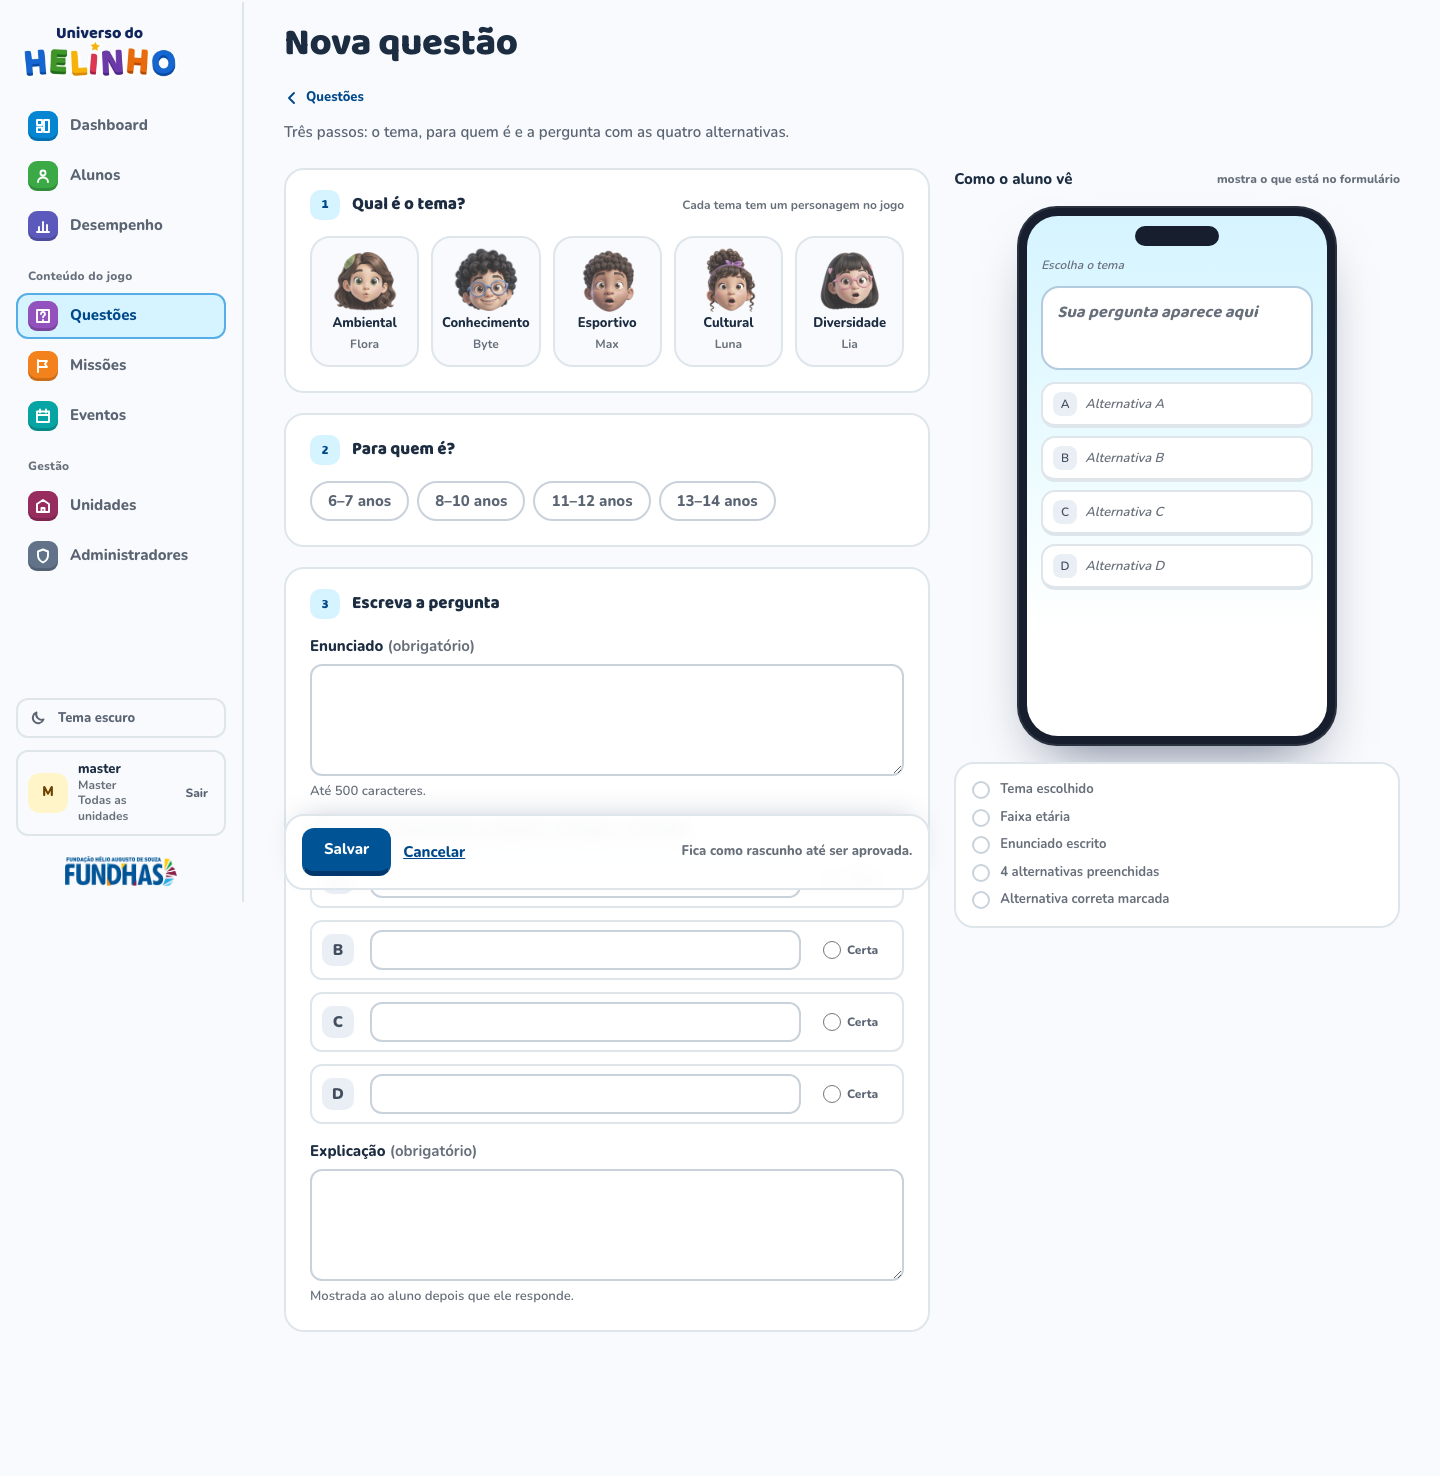 Universo do
HELINHO
Dashboard
Alunos
Desempenho
Conteúdo do jogo
Questões
Missões
Eventos
Gestão
Unidades
Administradores
Tema escuro
M
master
Master
Todas as
unidades
Sair
FUNDAÇÃO HÉLIO AUGUSTO DE SOUZA
FUNDHAS
Nova questão
Questões
Três passos: o tema, para quem é e a pergunta com as quatro alternativas.
1 Qual é o tema? Cada tema tem um personagem no jogo
Ambiental Conhecimento Esportivo Cultural Diversidade
Flora Byte Max Luna Lia
2 Para quem é?
6–7 anos 8–10 anos 11–12 anos 13–14 anos
3 Escreva a pergunta
Enunciado (obrigatório)
Até 500 caracteres.
Salvar Cancelar Fica como rascunho até ser aprovada.
B Certa
C Certa
D Certa
Explicação (obrigatório)
Mostrada ao aluno depois que ele responde.
Como o aluno vê mostra o que está no formulário
Escolha o tema
Sua pergunta aparece aqui
A Alternativa A
B Alternativa B
C Alternativa C
D Alternativa D
Tema escolhido
Faixa etária
Enunciado escrito
4 alternativas preenchidas
Alternativa correta marcada